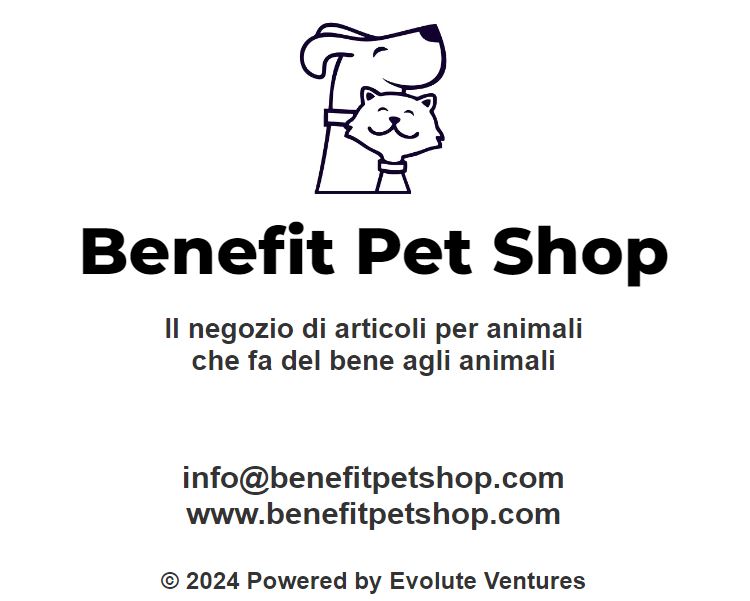 Benefit Pet Shop
Il negozio di articoli per animali
che fa del bene agli animali
info@benefitpetshop.com
www.benefitpetshop.com
© 2024 Powered by Evolute Ventures